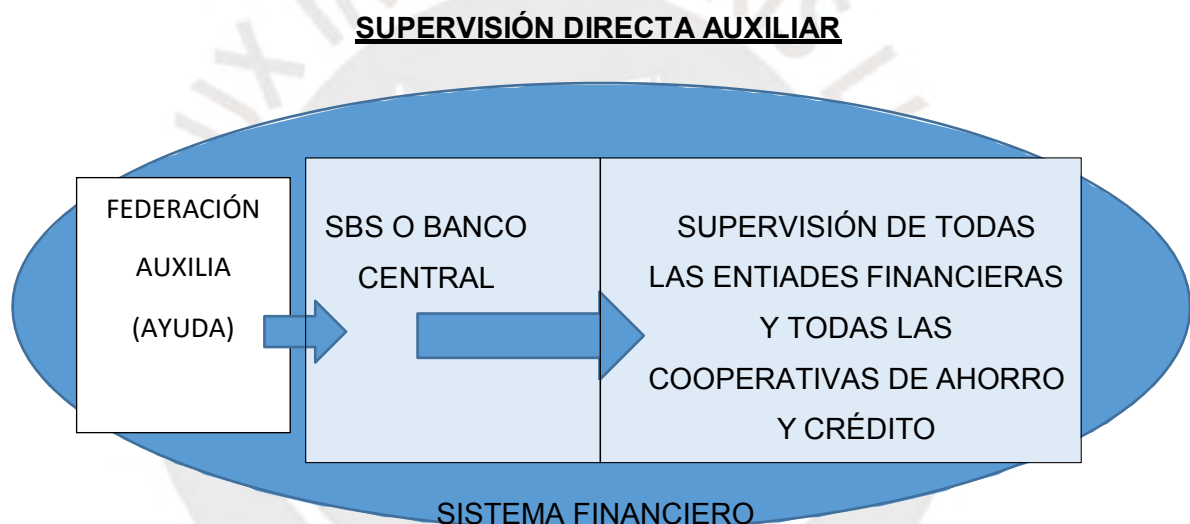 SUPERVISIÓN DIRECTA AUXILIAR
FEDERACIÓN
AUXILIA
(AYUDA)
SBS O BANCO
CENTRAL
SUPERVISIÓN DE TODAS
LAS ENTIADES FINANCIERAS
Y TODAS LAS
COOPERATIVAS DE AHORRO
Y CRÉDITO
SISTEMA FINANCIERO